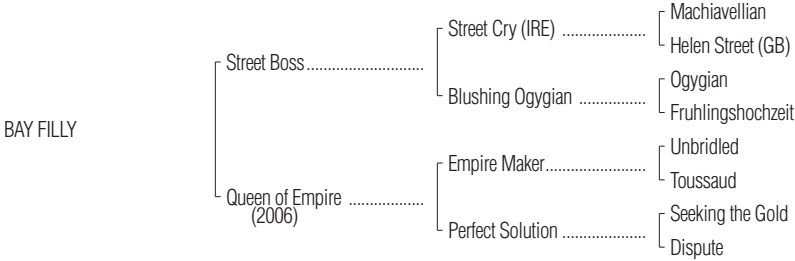 Machiavellian
Street Cry (IRE) ....................
Helen Street (GB)
Street Boss............................
Ogygian
Blushing Ogygian ................
Fruhlingshochzeit
BAY FILLY
Unbridled
Empire Maker........................
Toussaud
Queen of Empire ..................
(2006)
Seeking the Gold
Perfect Solution ....................
Dispute